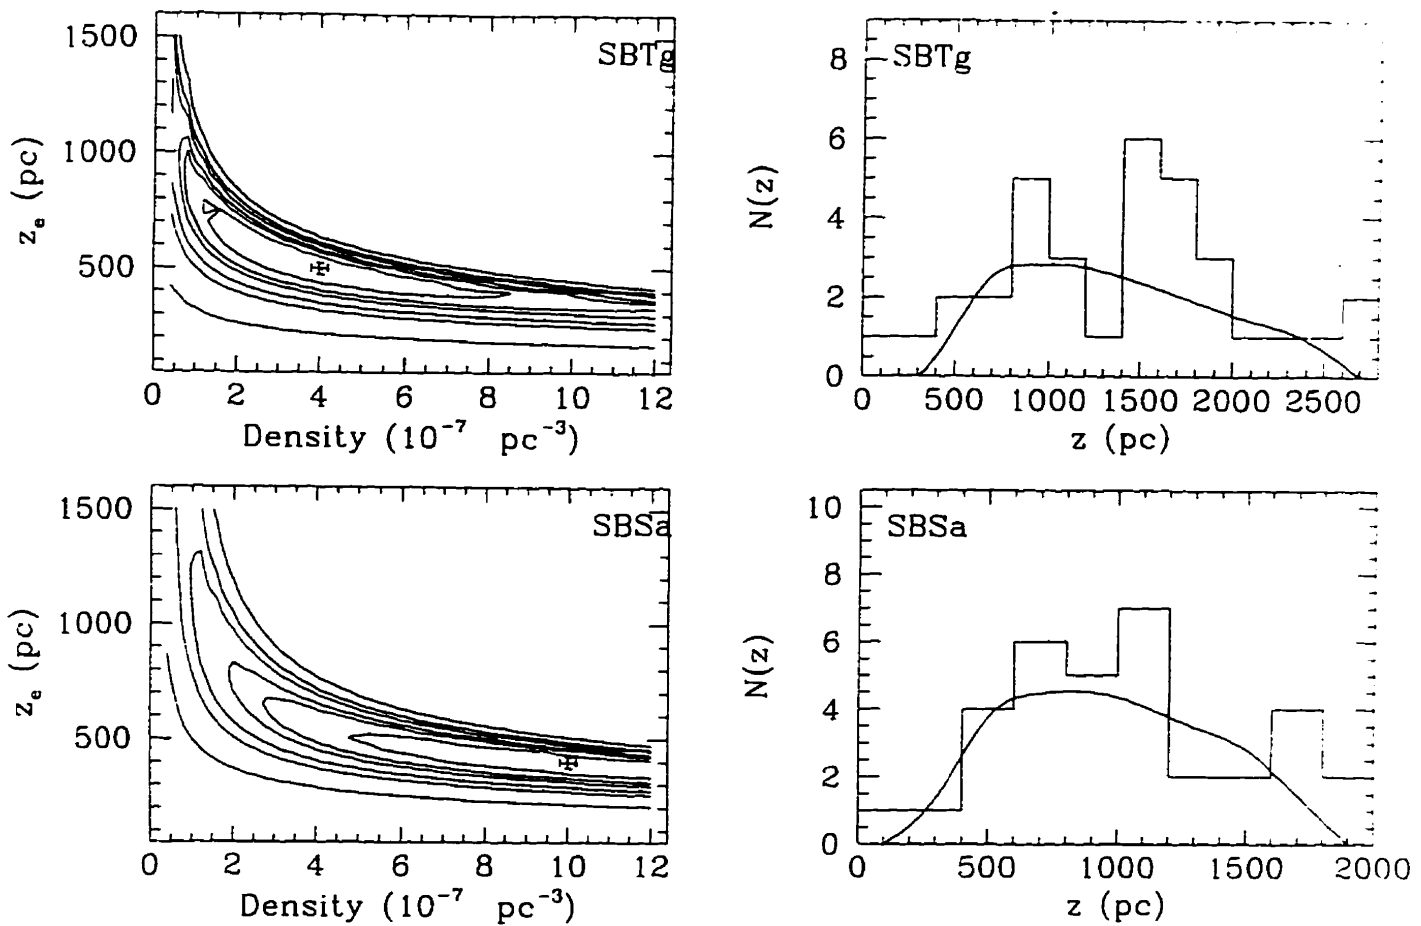 SBTg
1500
1000
500
z_e (pc)
0 2 4 6 8 10 12
Density (10^-7 pc^-3)
SBTg
8
6
4
2
0
N(z)
0 500 1000 1500 2000 2500
z (pc)
SBSa
1500
1000
500
z_e (pc)
0 2 4 6 8 10 12
Density (10^-7 pc^-3)
SBSa
10
8
6
4
2
0
N(z)
0 500 1000 1500 2000
z (pc)